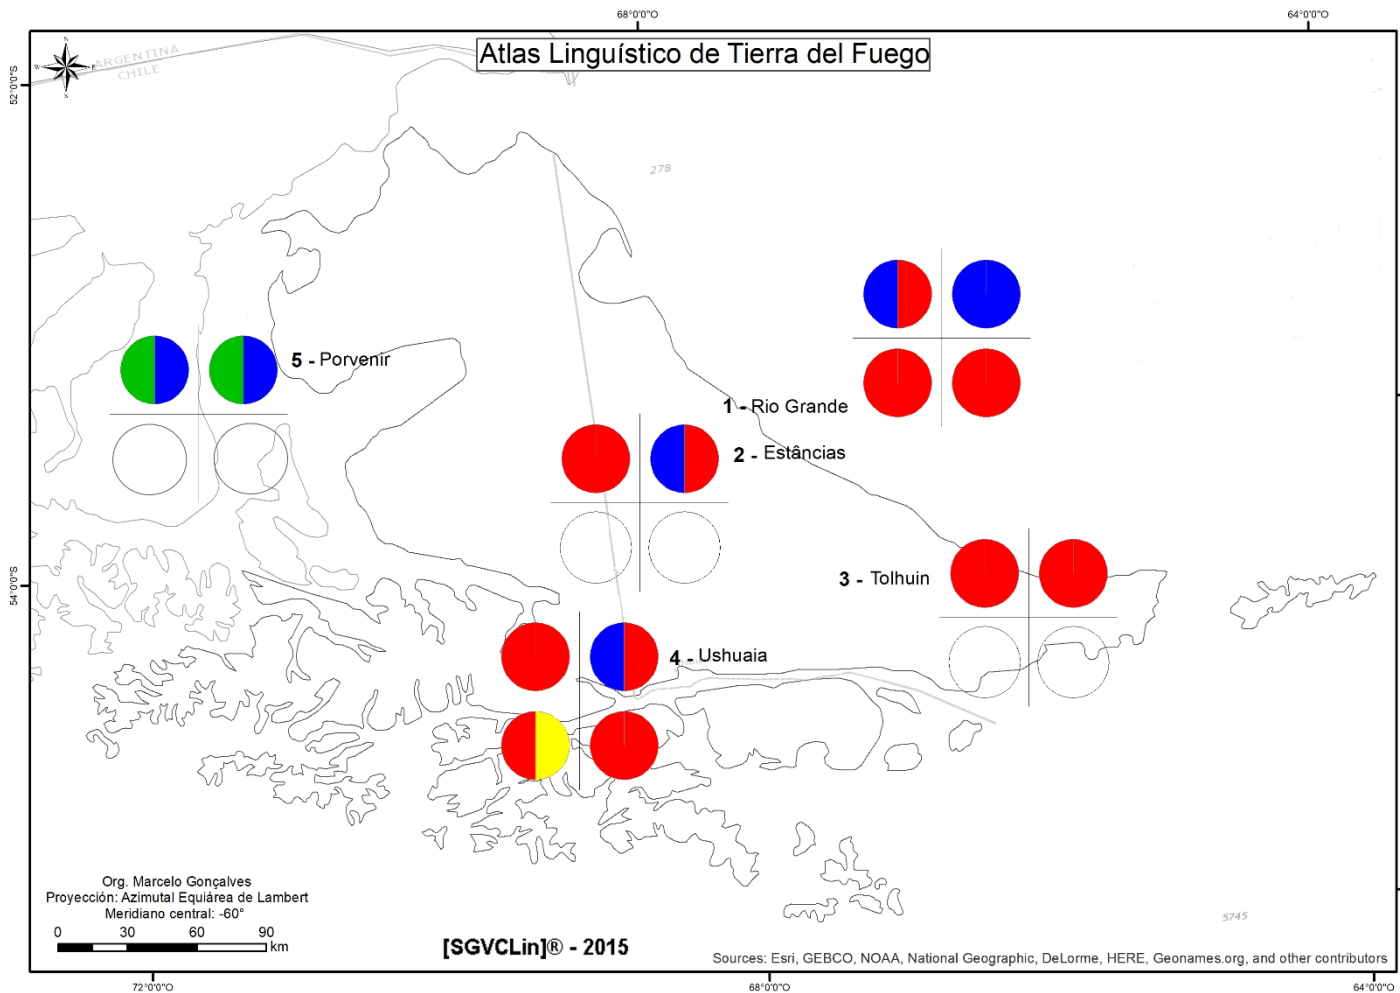 68°0'0"O
64°0'0"O
Atlas Linguístico de Tierra del Fuego
N
W
E
S
ARGENTINA
CHILE
52°0'0"S
278
5 - Porvenir
1 - Rio Grande
2 - Estâncias
3 - Tolhuin
54°0'0"S
4 - Ushuaia
Org. Marcelo Gonçalves
Proyección: Azimutal Equiárea de Lambert
Meridiano central: -60°
0 30 60 90
km
[SGVCLin]® - 2015
5745
Sources: Esri, GEBCO, NOAA, National Geographic, DeLorme, HERE, Geonames.org, and other contributors
72°0'0"O
68°0'0"O
64°0'0"O